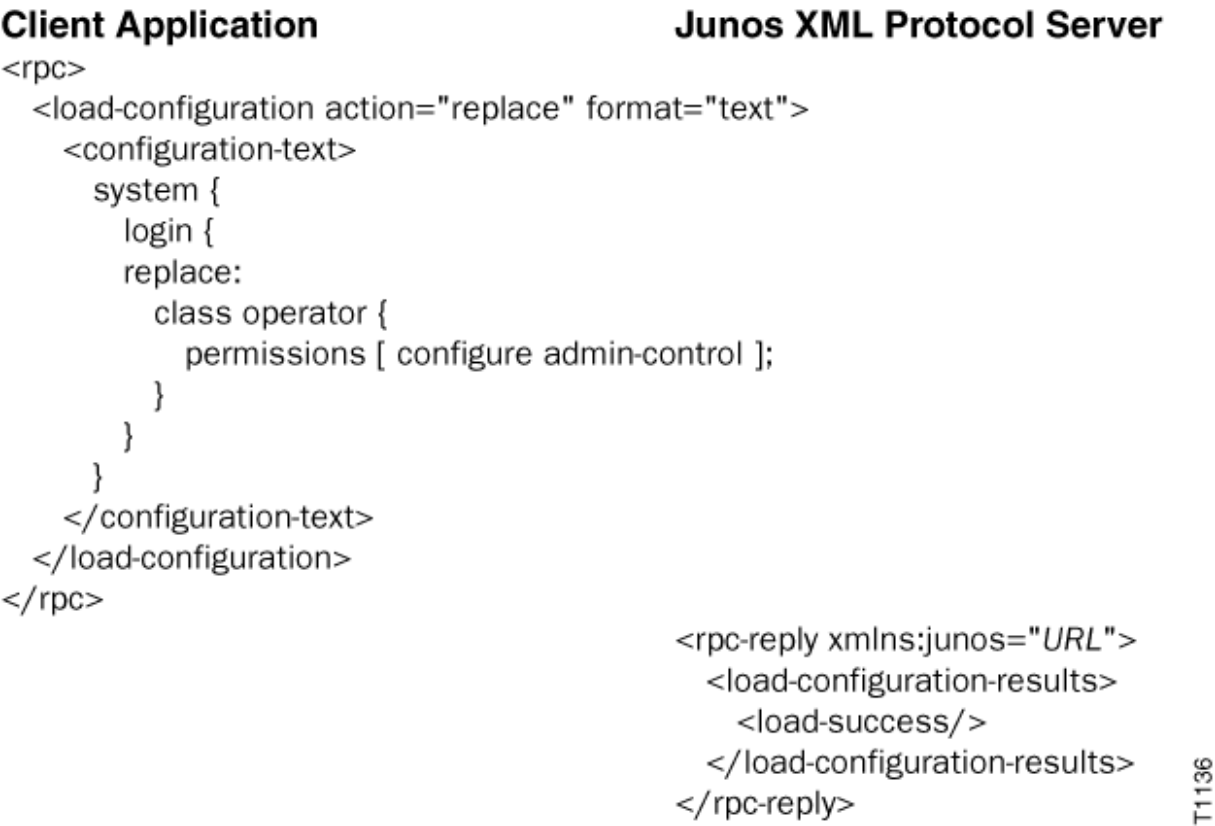 Client Application Junos XML Protocol Server
<rpc>
<load-configuration action="replace" format="text">
<configuration-text>
system {
login {
replace:
class operator {
permissions [ configure admin-control ];
}
}
}
</configuration-text>
</load-configuration>
</rpc>
<rpc-reply xmlns:junos="URL">
<load-configuration-results>
<load-success/>
</load-configuration-results>
</rpc-reply>
T1136